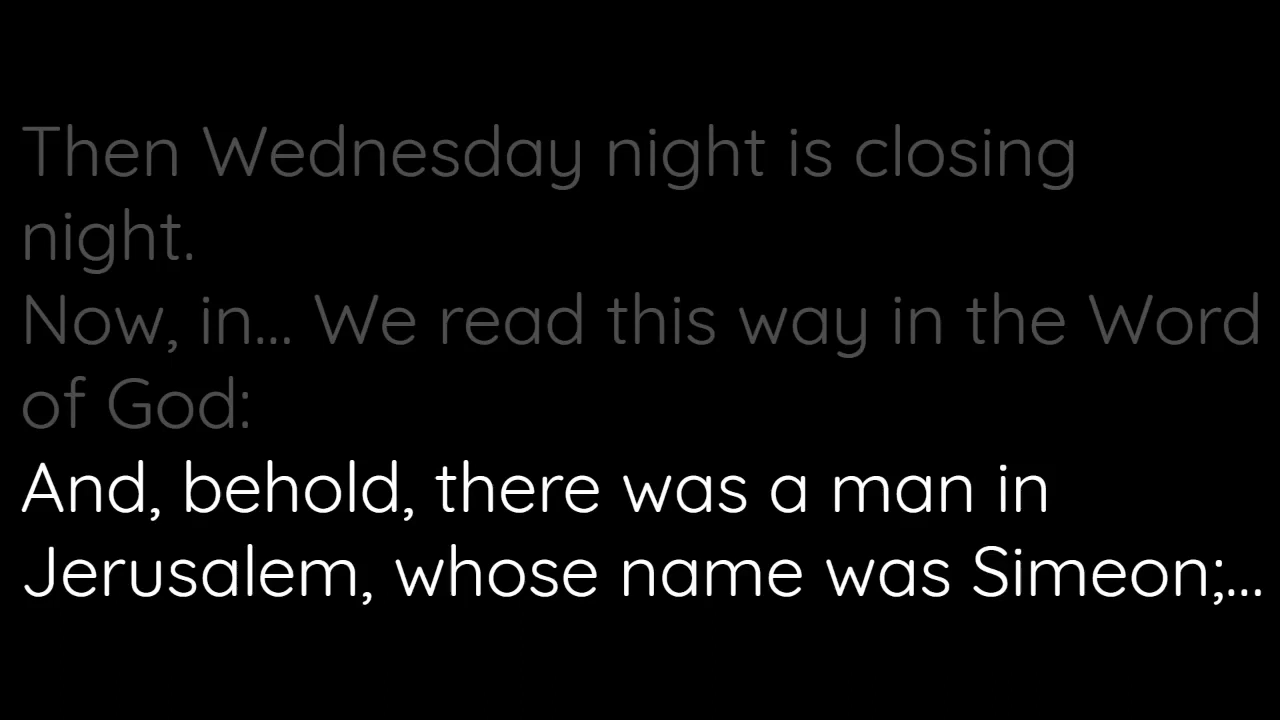 Then Wednesday night is closing
night.
Now, in... We read this way in the Word
of God:
And, behold, there was a man in
Jerusalem, whose name was Simeon;...